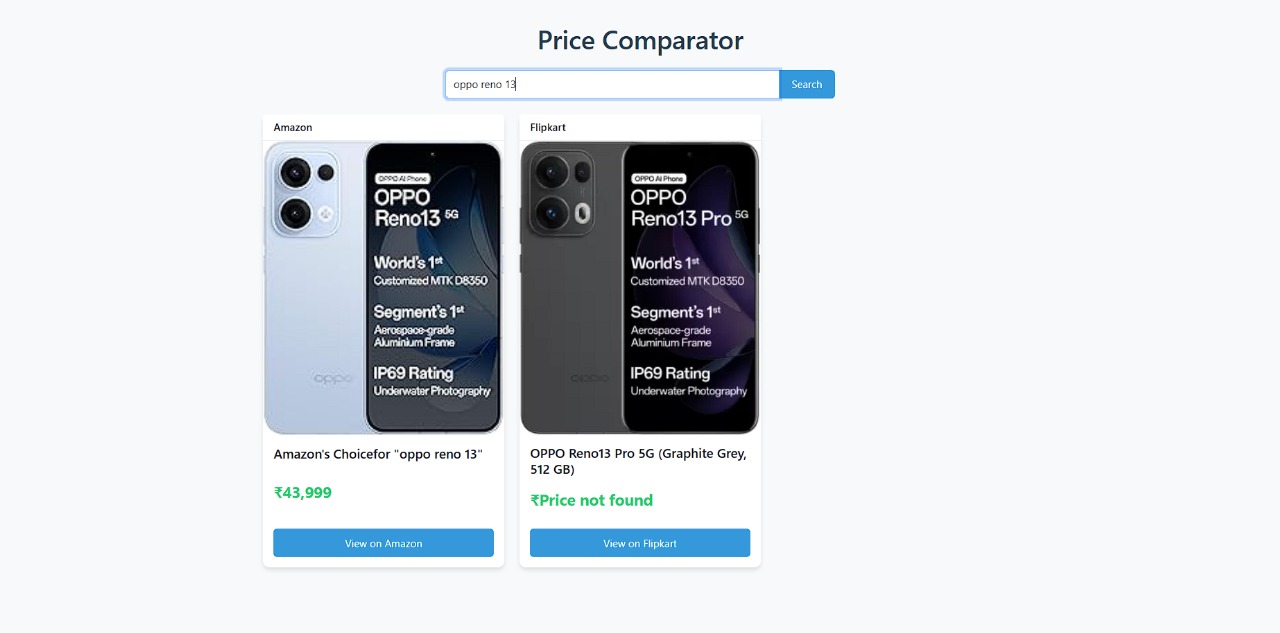 Price Comparator
oppo reno 13
Search
Amazon
OPPO AI Phone
OPPO
Reno13 5G
World's 1st
Customized MTK D8350
Segment's 1st
Aerospace-grade
Aluminium Frame
IP69 Rating
Underwater Photography
oppo
Amazon's Choicefor "oppo reno 13"
₹43,999
View on Amazon
Flipkart
OPPO AI Phone
OPPO
Reno13 Pro 5G
World's 1st
Customized MTK D8350
Segment's 1st
Aerospace-grade
Aluminium Frame
IP69 Rating
Underwater Photography
oppo
OPPO Reno13 Pro 5G (Graphite Grey,
512 GB)
₹Price not found
View on Flipkart